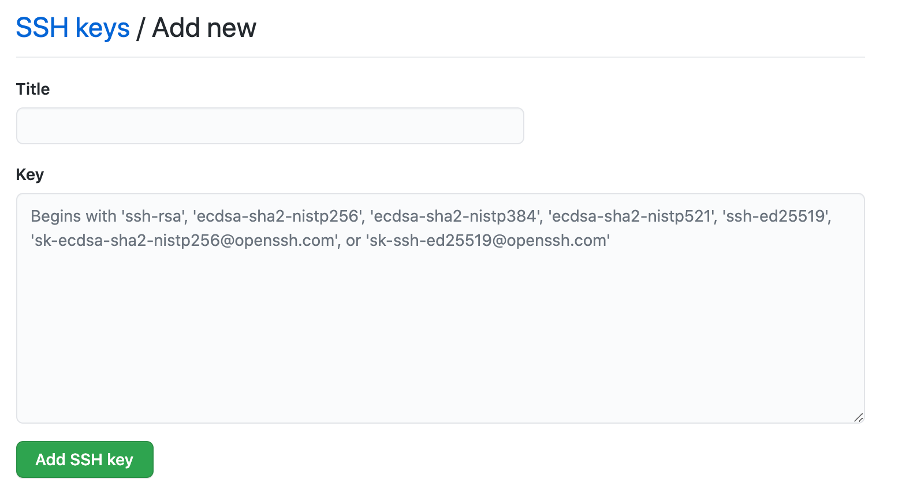 SSH keys / Add new
Title
Key
Begins with 'ssh-rsa', 'ecdsa-sha2-nistp256', 'ecdsa-sha2-nistp384', 'ecdsa-sha2-nistp521', 'ssh-ed25519',
'sk-ecdsa-sha2-nistp256@openssh.com', or 'sk-ssh-ed25519@openssh.com'
Add SSH key